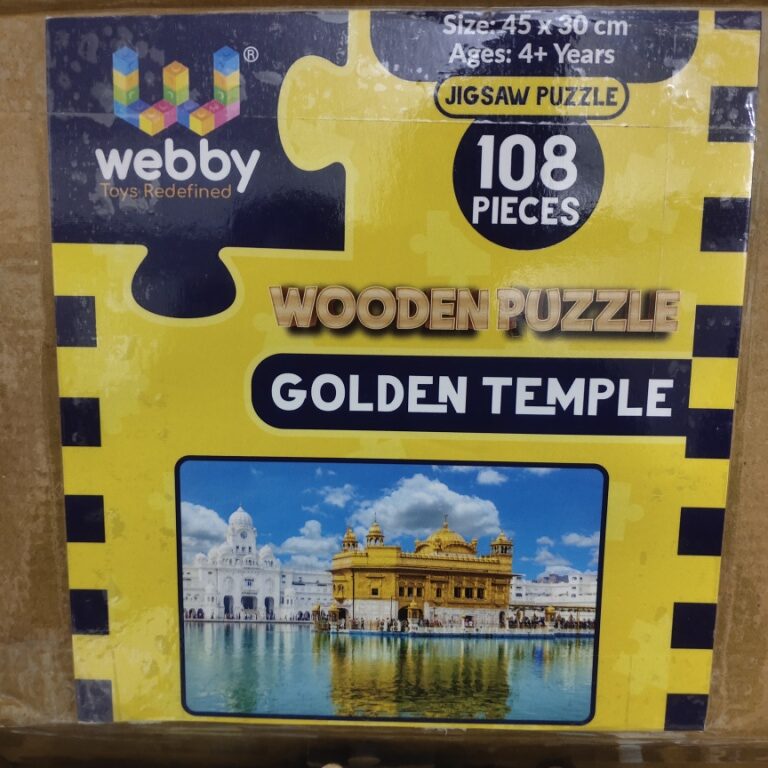 Size: 45 x 30 cm
Ages: 4+ Years
JIGSAW PUZZLE
108
PIECES
®
webby
Toys Redefined
WOODEN PUZZLE
GOLDEN TEMPLE